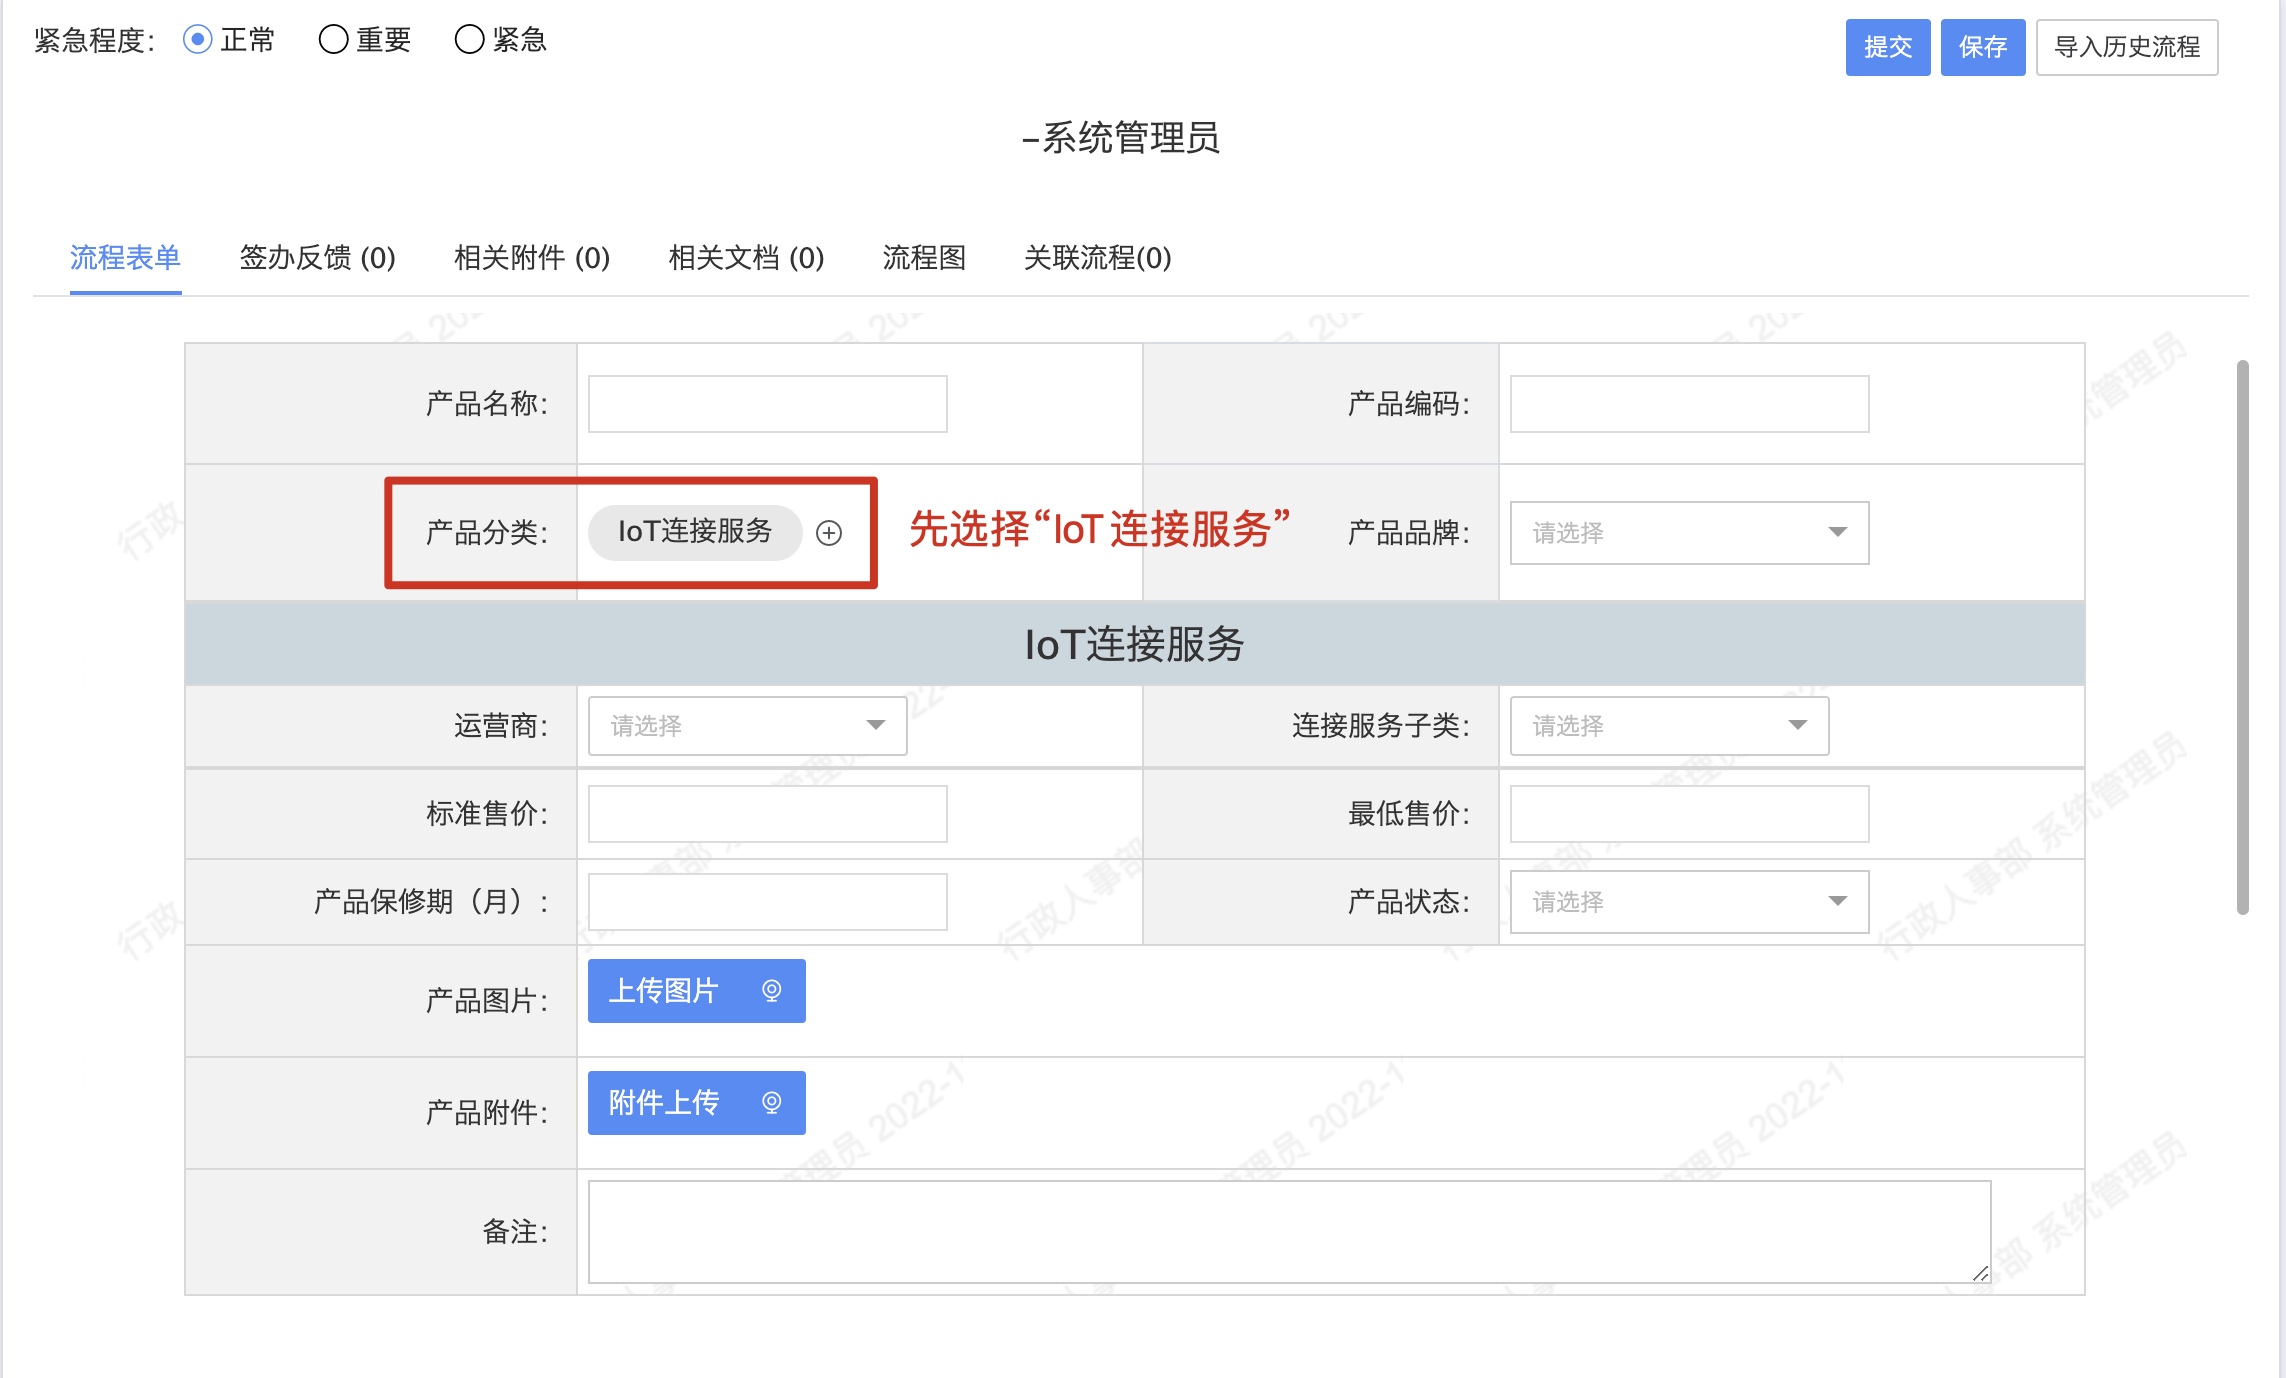 紧急程度： 正常 重要 紧急 提交 保存 导入历史流程
-系统管理员
流程表单 签办反馈 (0) 相关附件 (0) 相关文档 (0) 流程图 关联流程(0)
产品名称： 产品编码：
产品分类： IoT连接服务 先选择“IoT 连接服务” 产品品牌： 请选择
IoT连接服务
运营商： 请选择 连接服务子类： 请选择
标准售价： 最低售价：
产品保修期（月）： 产品状态： 请选择
产品图片： 上传图片
产品附件： 附件上传
备注：
行政人事部 系统管理员 2022-1